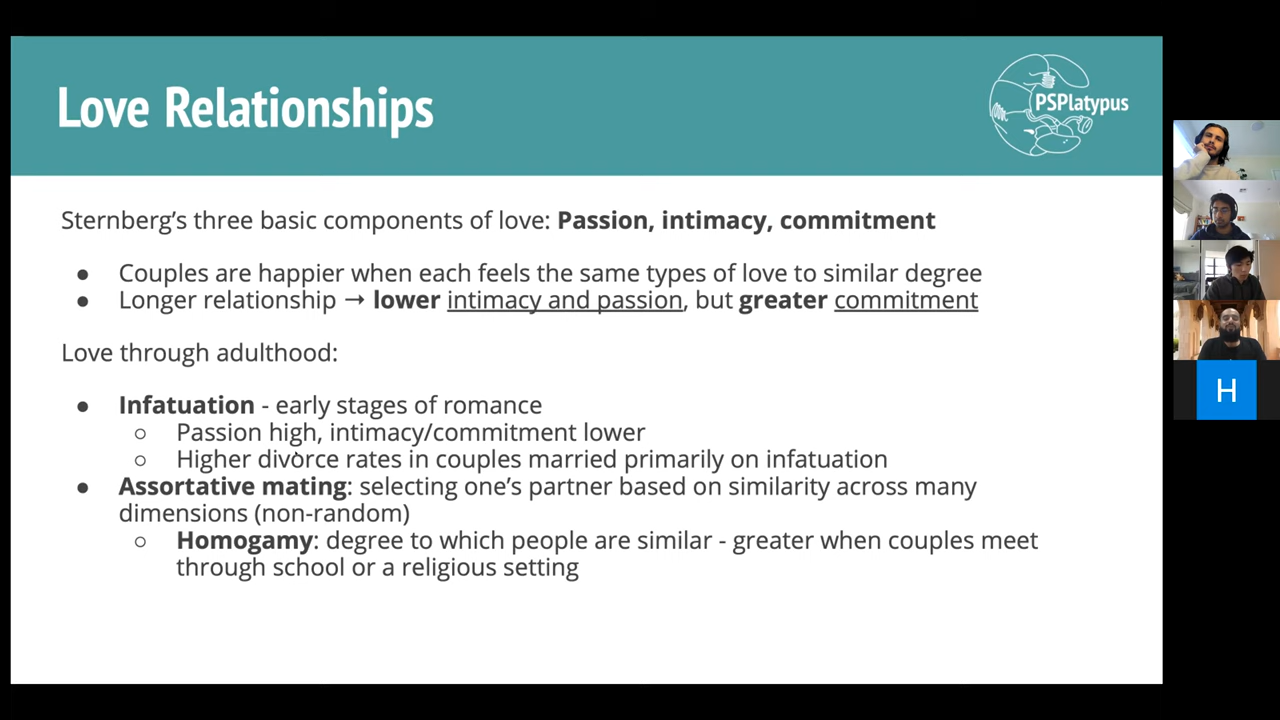 Love Relationships
PSPlatypus
Sternberg’s three basic components of love: Passion, intimacy, commitment
● Couples are happier when each feels the same types of love to similar degree
● Longer relationship → lower intimacy and passion, but greater commitment
Love through adulthood:
● Infatuation - early stages of romance
○ Passion high, intimacy/commitment lower
○ Higher divorce rates in couples married primarily on infatuation
● Assortative mating: selecting one’s partner based on similarity across many
dimensions (non-random)
○ Homogamy: degree to which people are similar - greater when couples meet
through school or a religious setting
H